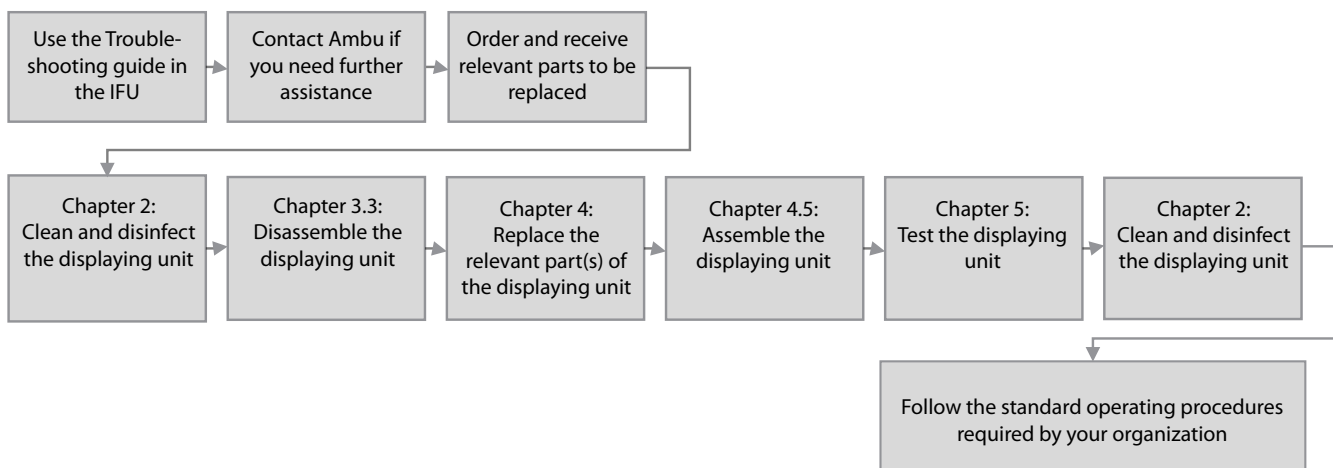 Use the Trouble-
shooting guide in
the IFU
Contact Ambu if
you need further
assistance
Order and receive
relevant parts to be
replaced
Chapter 2:
Clean and disinfect
the displaying unit
Chapter 3.3:
Disassemble the
displaying unit
Chapter 4:
Replace the
relevant part(s) of
the displaying unit
Chapter 4.5:
Assemble the
displaying unit
Chapter 5:
Test the displaying
unit
Chapter 2:
Clean and disinfect
the displaying unit
Follow the standard operating procedures
required by your organization